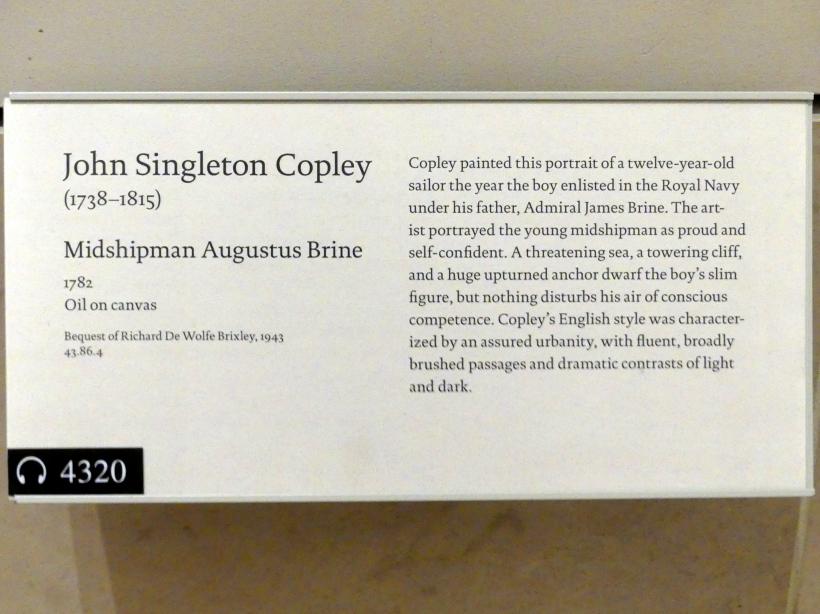 John Singleton Copley
(1738–1815)
Midshipman Augustus Brine
1782
Oil on canvas
Bequest of Richard De Wolfe Brixley, 1943
43.86.4
Copley painted this portrait of a twelve-year-old
sailor the year the boy enlisted in the Royal Navy
under his father, Admiral James Brine. The art-
ist portrayed the young midshipman as proud and
self-confident. A threatening sea, a towering cliff,
and a huge upturned anchor dwarf the boy’s slim
figure, but nothing disturbs his air of conscious
competence. Copley’s English style was character-
ized by an assured urbanity, with fluent, broadly
brushed passages and dramatic contrasts of light
and dark.
4320